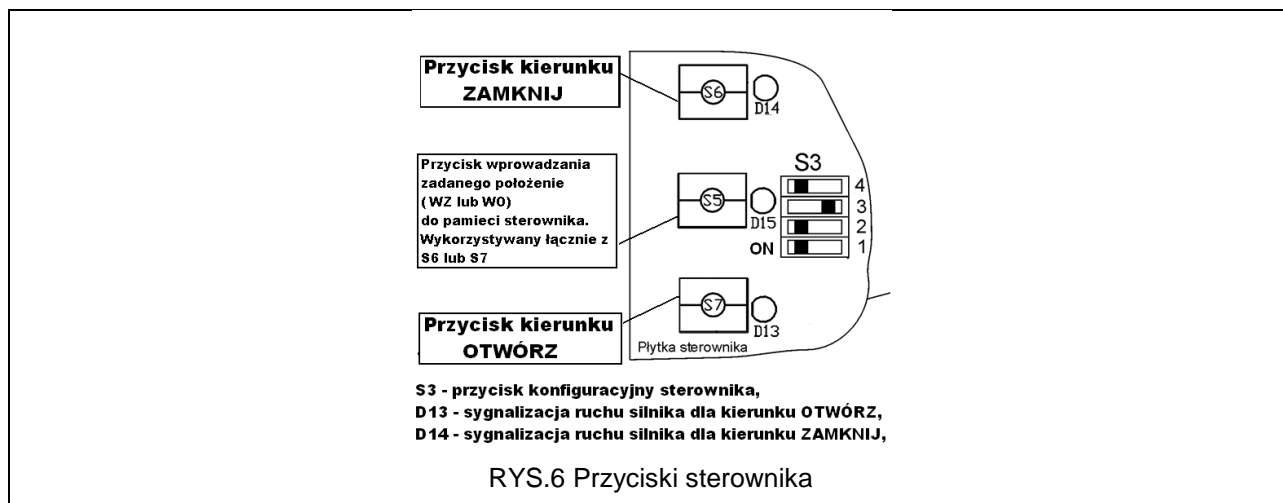 Przycisk kierunku
ZAMKNIJ
S6
D14
Przycisk wprowadzania
zadanego położenie
( WZ lub WO)
do pamieci sterownika.
Wykorzystywany łącznie z
S6 lub S7
S5
D15
S3
4
3
2
ON 1
Przycisk kierunku
OTWÓRZ
S7
D13
Płytka sterownika
S3 - przycisk konfiguracyjny sterownika,
D13 - sygnalizacja ruchu silnika dla kierunku OTWÓRZ,
D14 - sygnalizacja ruchu silnika dla kierunku ZAMKNIJ,
RYS.6 Przyciski sterownika